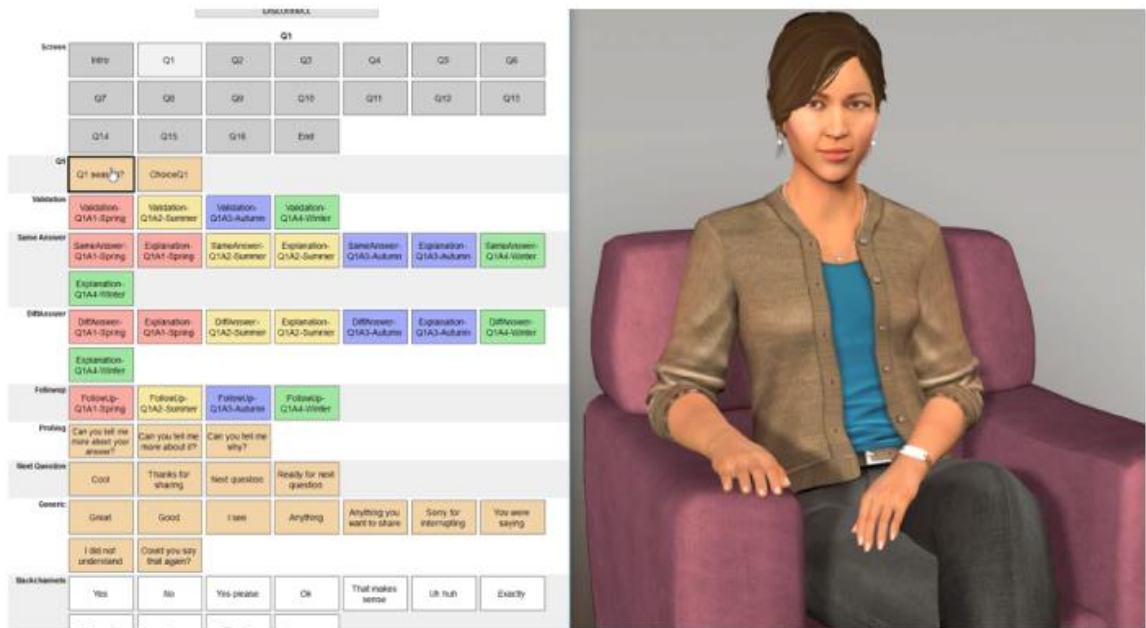 DISCONNECT
Q1
Screen
Intro Q1 Q2 Q3 Q4 Q5 Q6
Q7 Q8 Q9 Q10 Q11 Q12 Q13
Q14 Q15 Q16 End
Q1 ChoiceQ1
Validation
Validation- Validation- Validation- Validation-
Q1A1-Spring Q1A2-Summer Q1A3-Autumn Q1A4-Winter
Same Answer
SameAnswer- Explanation- SameAnswer- Explanation- SameAnswer- Explanation- SameAnswer-
Q1A1-Spring Q1A1-Spring Q1A2-Summer Q1A2-Summer Q1A3-Autumn Q1A3-Autumn Q1A4-Winter
Explanation-
Q1A4-Winter
DiffAnswer
DiffAnswer- Explanation- DiffAnswer- Explanation- DiffAnswer- Explanation- DiffAnswer-
Q1A1-Spring Q1A1-Spring Q1A2-Summer Q1A2-Summer Q1A3-Autumn Q1A3-Autumn Q1A4-Winter
Explanation-
Q1A4-Winter
Followup
FollowUp- FollowUp- FollowUp- FollowUp-
Q1A1-Spring Q1A2-Summer Q1A3-Autumn Q1A4-Winter
Probing
Can you tell me Can you tell me Can you tell me
more about your more about it? why?
answer?
Next Question
Cool Thanks for Next question Ready for next
sharing question
Generic
Great Good I see Anything Anything you Sorry for You were
want to share interrupting saying
I did not Could you say
understand that again?
Backchannels
Yes No Yes please Ok That makes Uh huh Exactly
sense